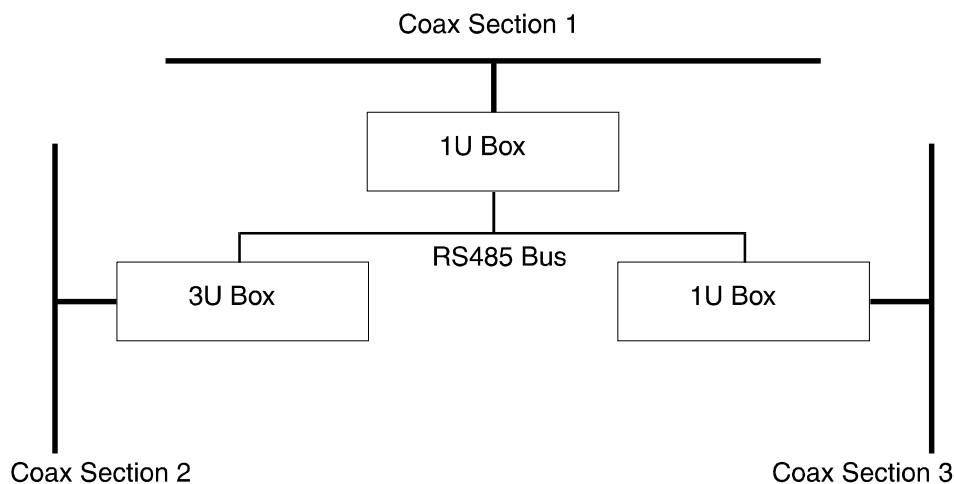 Coax Section 1
1U Box
RS485 Bus
3U Box
1U Box
Coax Section 2
Coax Section 3